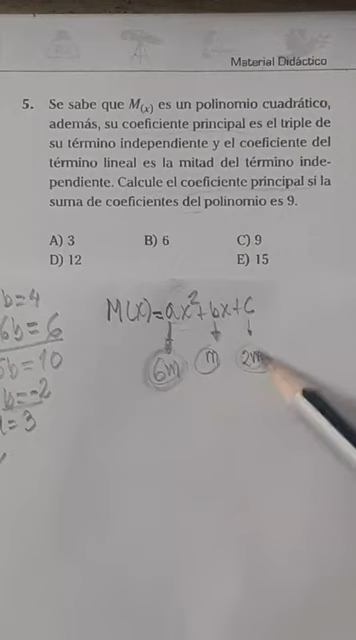 Material Didáctico
5. Se sabe que M(x) es un polinomio cuadrático,
además, su coeficiente principal es el triple de
su término independiente y el coeficiente del
término lineal es la mitad del término inde-
pendiente. Calcule el coeficiente principal si la
suma de coeficientes del polinomio es 9.
A) 3 B) 6 C) 9
D) 12 E) 15
b=4
6b=6
5b=10
b=-2
=3
M(x)=ax²+bx+c
6m m 2m